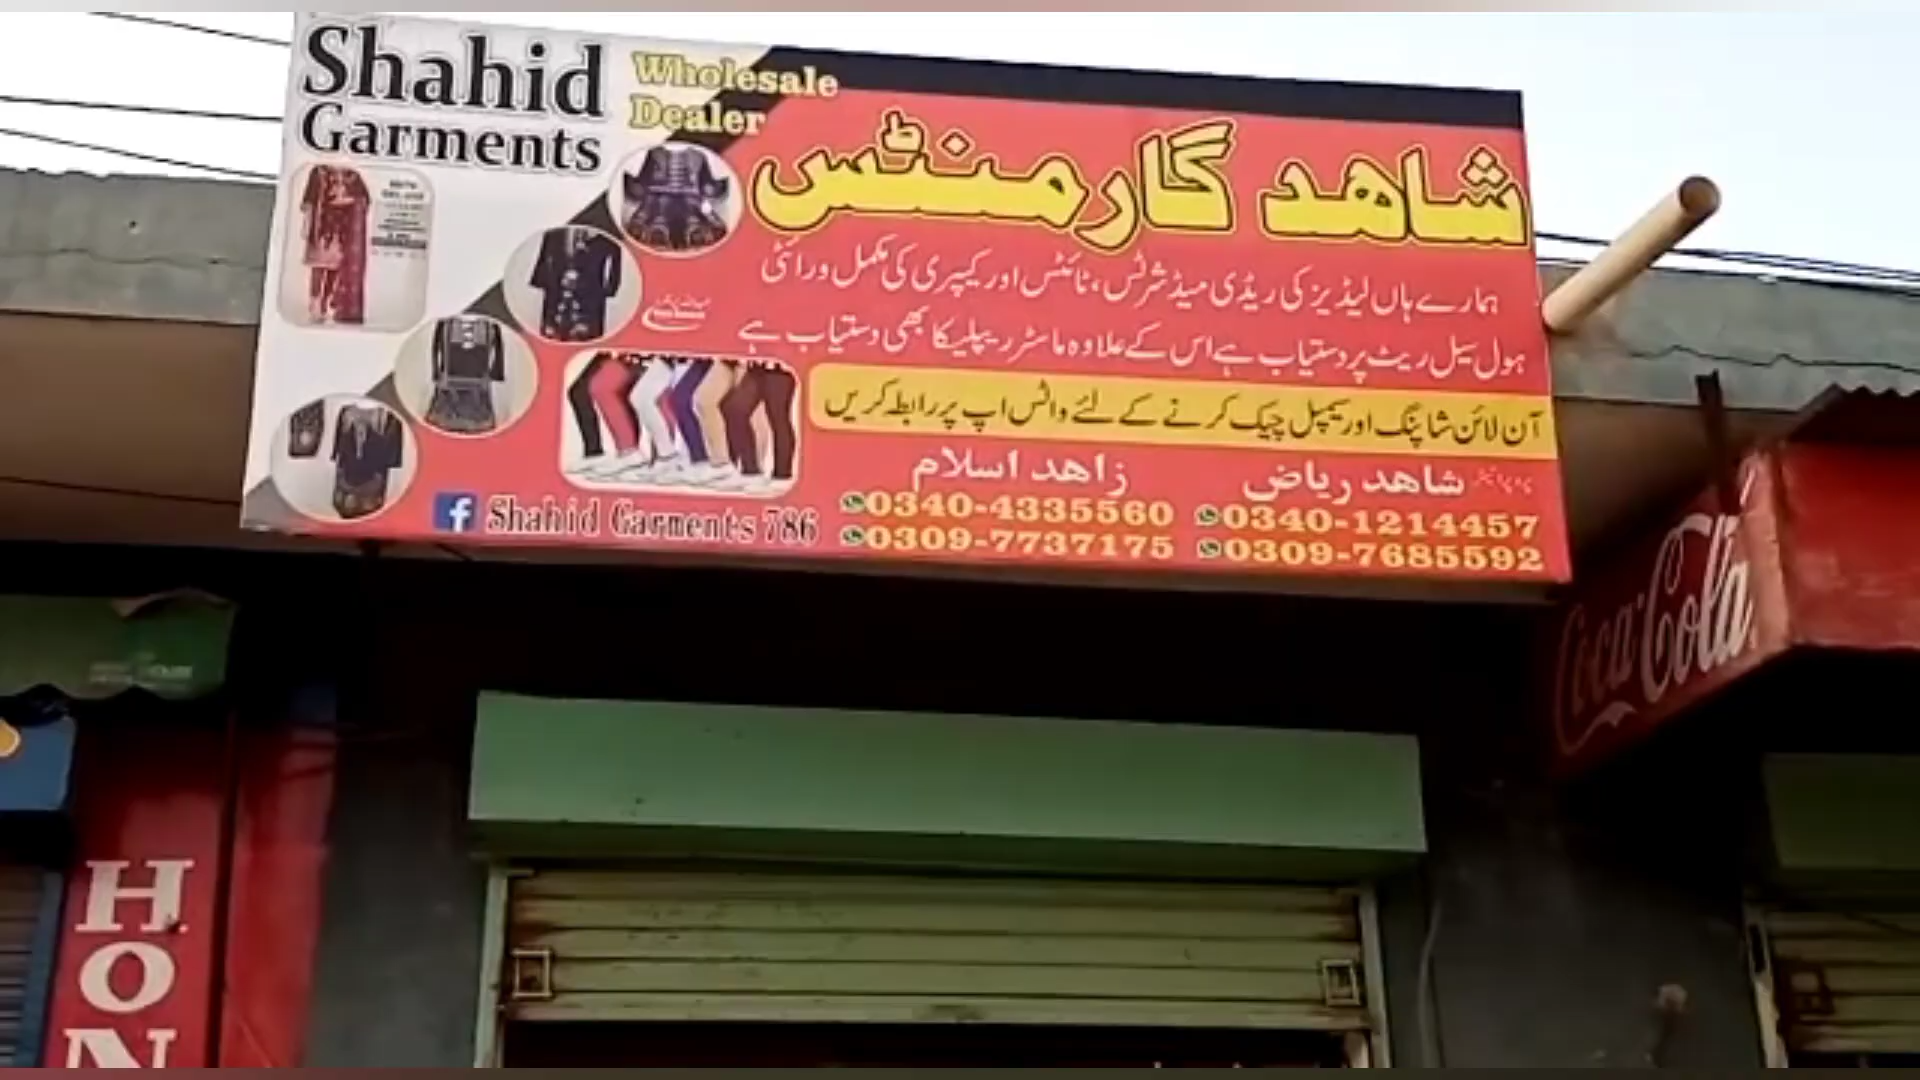 Shahid
Garments
Wholesale
Dealer
شاھد گارمنٹس
ہمارے ہاں لیڈیز کی ریڈی میڈ شرٹس، ٹائٹس اور کیپری کی مکمل ورائٹی
ہول سیل ریٹ پر دستیاب ہے اس کے علاوہ ماسٹر ریپلیکا بھی دستیاب ہے
آن لائن شاپنگ اور سیمپل چیک کرنے کے لئے واٹس اپ پر رابطہ کریں
پروپرائیٹر شاھد ریاض
زاھد اسلام
0340-1214457
0309-7685592
0340-4335560
0309-7737175
Shahid Garments 786
Coca-Cola
H
O
N